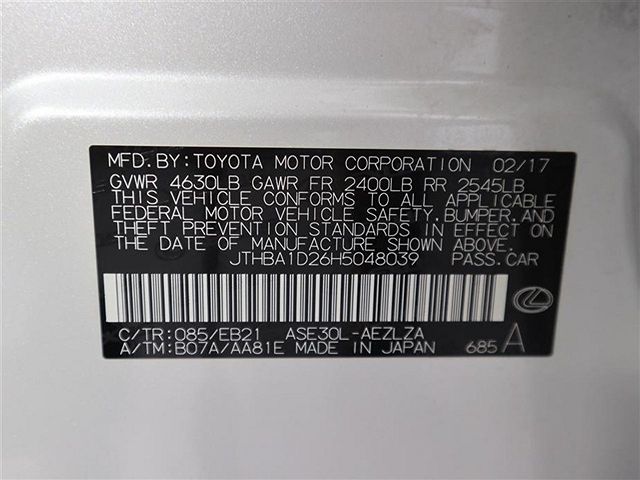 MFD.BY:TOYOTA MOTOR CORPORATION 02/17
GVWR 4630LB GAWR FR 2400LB RR 2545LB
THIS VEHICLE CONFORMS TO ALL APPLICABLE
FEDERAL MOTOR VEHICLE SAFETY,BUMPER,AND
THEFT PREVENTION STANDARDS IN EFFECT ON
THE DATE OF MANUFACTURE SHOWN ABOVE.
JTHBA1D26H5048039 PASS.CAR
C/TR:085/EB21 ASE30L-AEZLZA
A/TM:B07A/AA81E MADE IN JAPAN 685 A